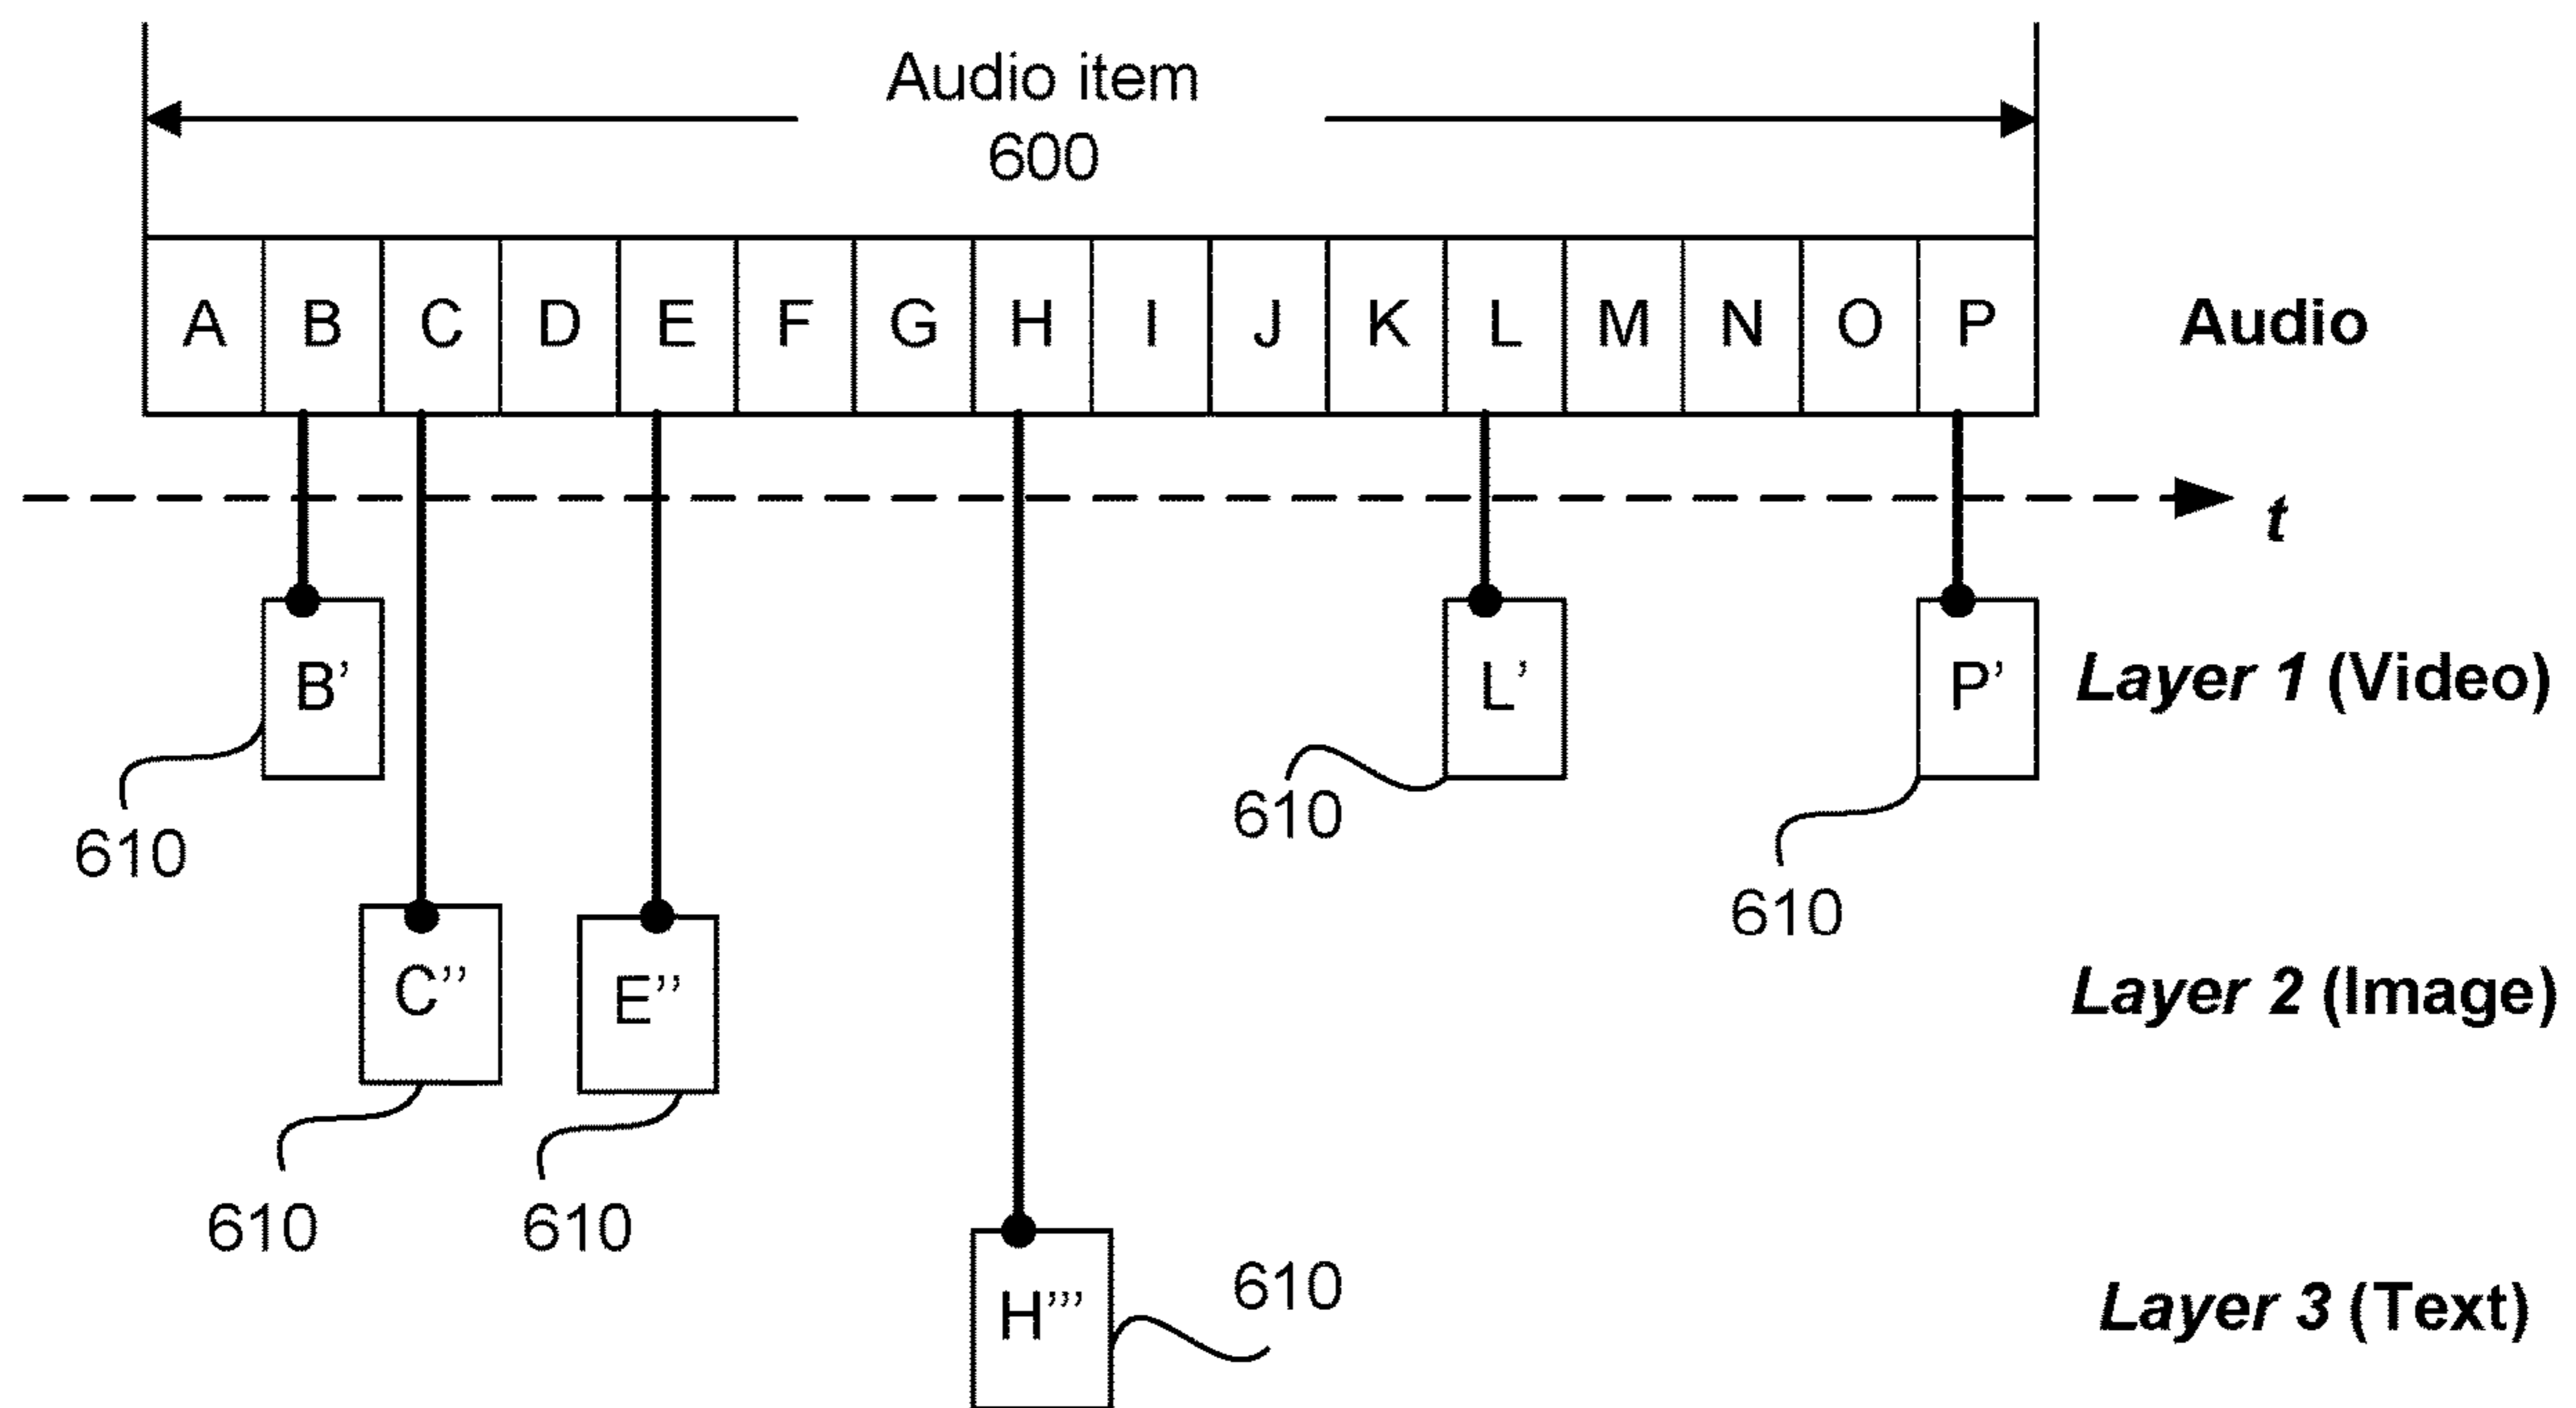 Audio item
600
A B C D E F G H I J K L M N O P Audio
t
B’ L’ P’ Layer 1 (Video)
610 610 610
C’’ E’’ Layer 2 (Image)
610 610
H’’’ 610 Layer 3 (Text)